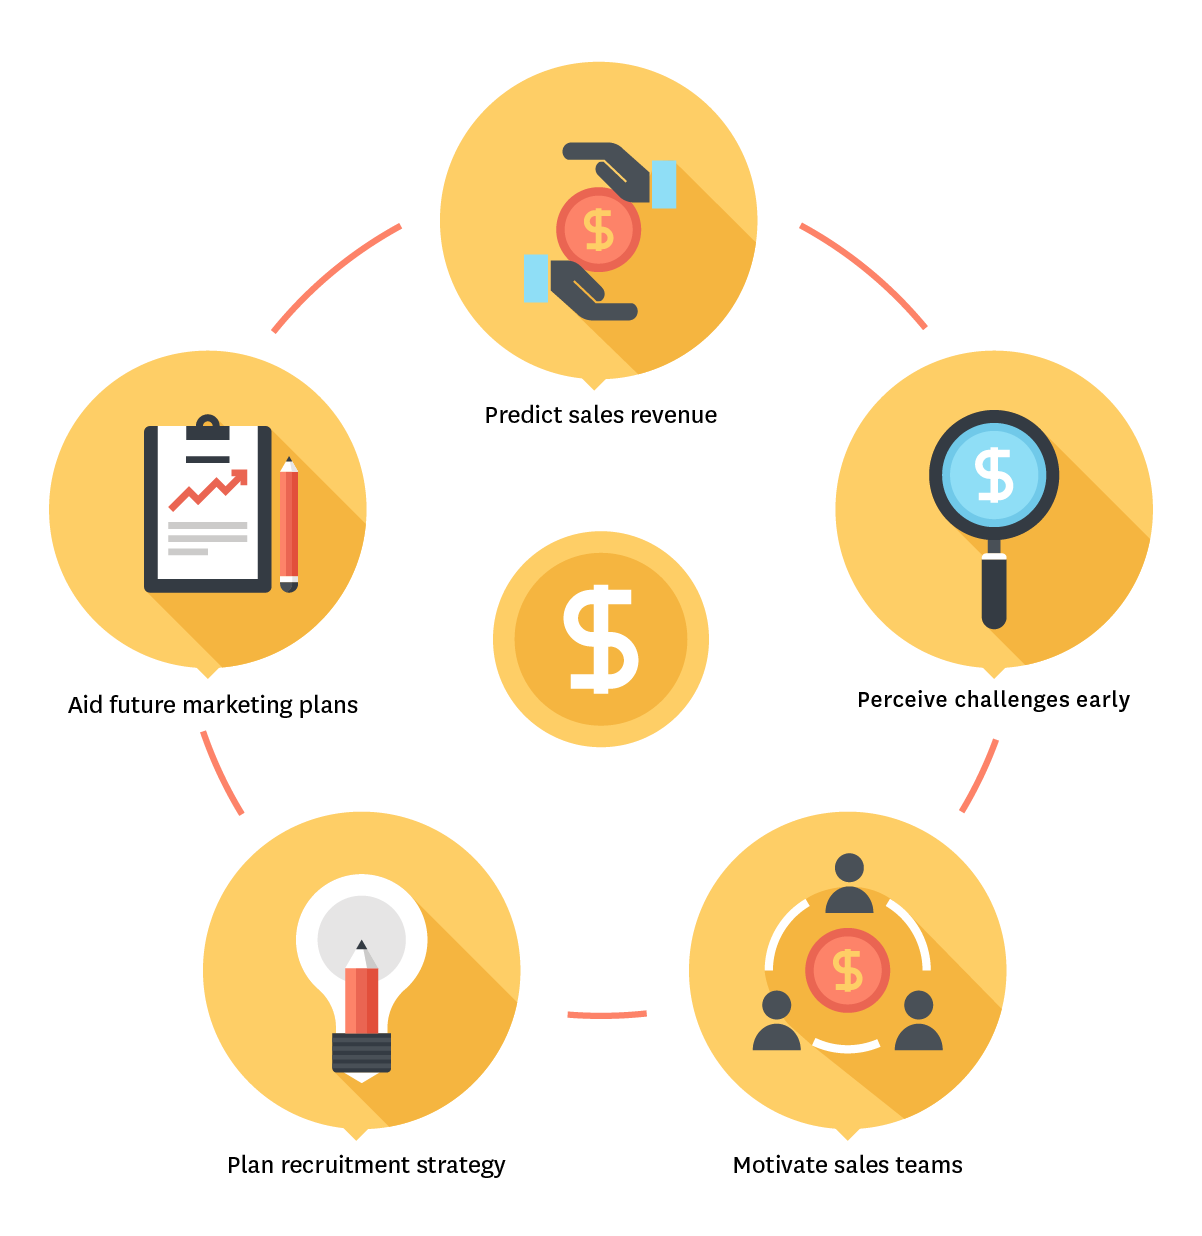 Predict sales revenue
Perceive challenges early
Aid future marketing plans
Plan recruitment strategy
Motivate sales teams